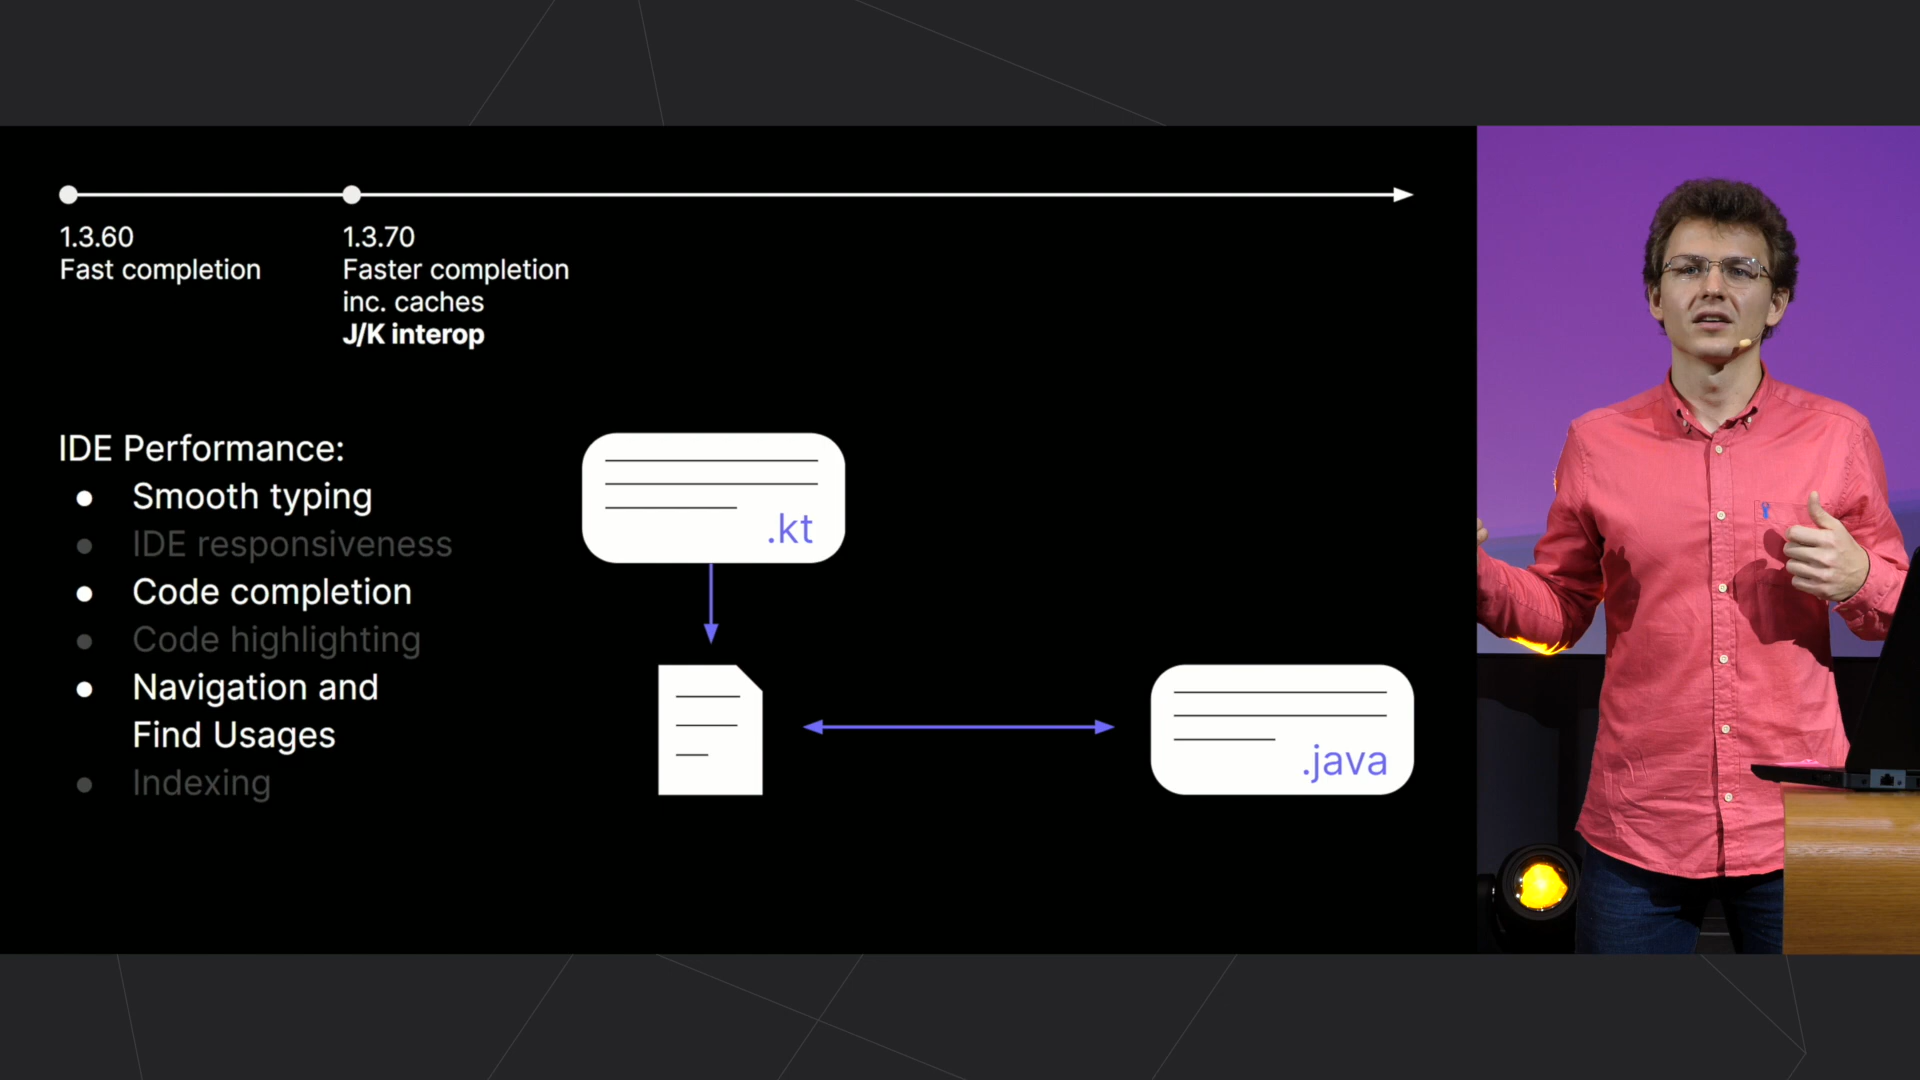 1.3.60
Fast completion
1.3.70
Faster completion
inc. caches
J/K interop
IDE Performance:
● Smooth typing
● IDE responsiveness
● Code completion
● Code highlighting
● Navigation and
Find Usages
● Indexing
.kt
.java